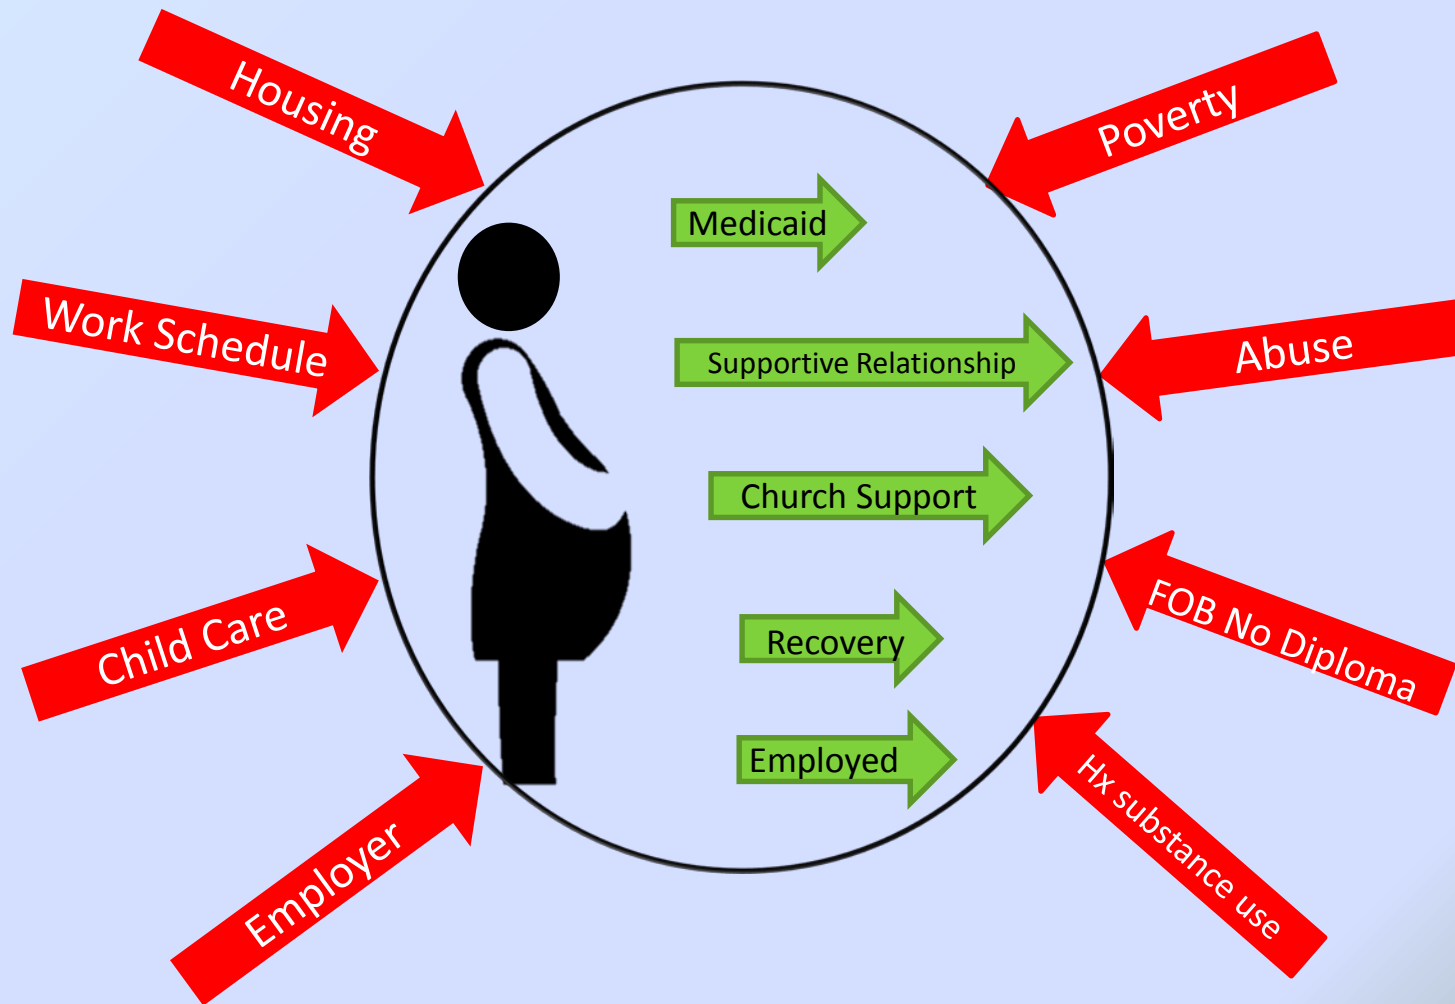 Housing
Poverty
Medicaid
Work Schedule
Supportive Relationship
Abuse
Church Support
Child Care
Recovery
FOB No Diploma
Employed
Employer
Hx substance use